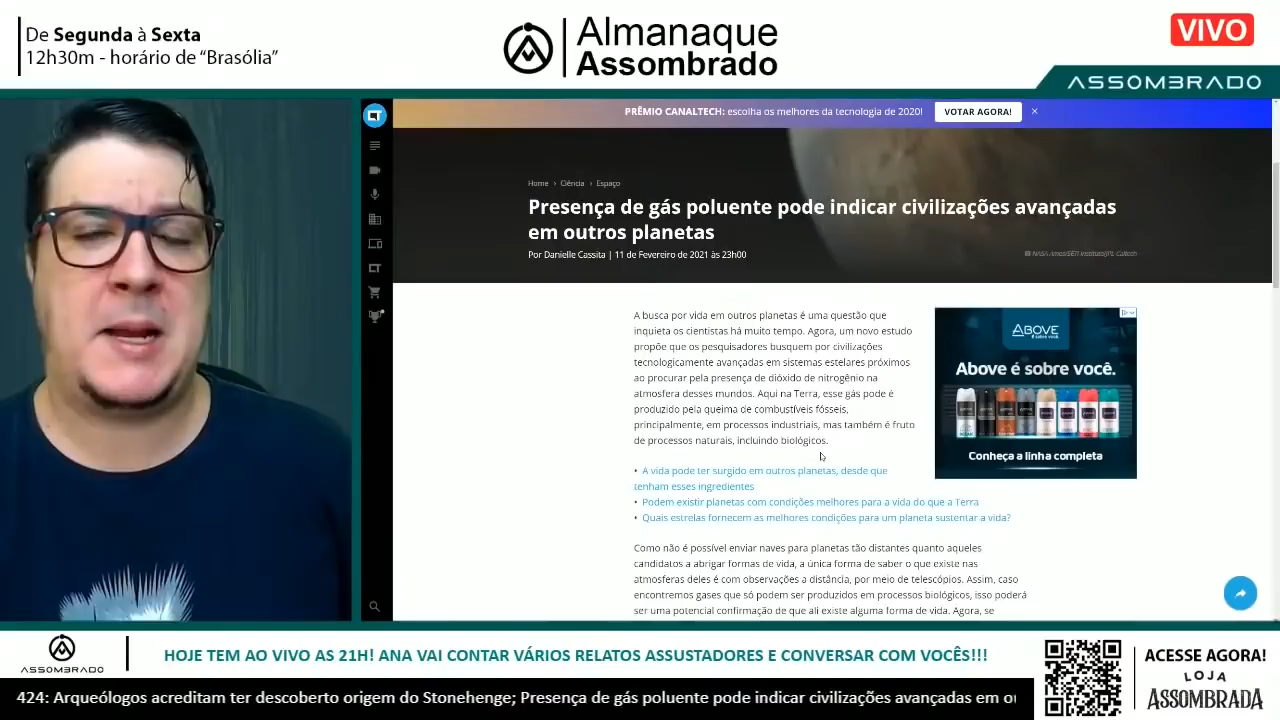 De Segunda à Sexta
12h30m - horário de “Brasília”
Almanaque
Assombrado
VIVO
ASSOMBRADO
PRÊMIO CANALTECH: escolha os melhores da tecnologia de 2020!
VOTAR AGORA!
Home › Ciência › Espaço
Presença de gás poluente pode indicar civilizações avançadas
em outros planetas
Por Danielle Cassita | 11 de Fevereiro de 2021 às 23h00
A busca por vida em outros planetas é uma questão que
inquieta os cientistas há muito tempo. Agora, um novo estudo
propõe que os pesquisadores busquem por civilizações
tecnologicamente avançadas em sistemas estelares próximos
ao procurar pela presença de dióxido de nitrogênio na
atmosfera desses mundos. Aqui na Terra, esse gás pode é
produzido pela queima de combustíveis fósseis,
principalmente, em processos industriais, mas também é fruto
de processos naturais, incluindo biológicos.
ABOVE
é sobre você.
Above é sobre você.
Conheça a linha completa
• A vida pode ter surgido em outros planetas, desde que
tenham esses ingredientes
• Podem existir planetas com condições melhores para a vida do que a Terra
• Quais estrelas fornecem as melhores condições para um planeta sustentar a vida?
Como não é possível enviar naves para planetas tão distantes quanto aqueles
candidatos a abrigar formas de vida, a única forma de saber o que existe nas
atmosferas deles é com observações a distância, por meio de telescópios. Assim, caso
encontremos gases que só podem ser produzidos em processos biológicos, isso poderá
ser uma potencial confirmação de que ali existe alguma forma de vida. Agora, se
ASSOMBRADO
HOJE TEM AO VIVO AS 21H! ANA VAI CONTAR VÁRIOS RELATOS ASSUSTADORES E CONVERSAR COM VOCÊS!!!
ACESSE AGORA!
LOJA
ASSOMBRADA
424: Arqueólogos acreditam ter descoberto origem do Stonehenge; Presença de gás poluente pode indicar civilizações avançadas em ou